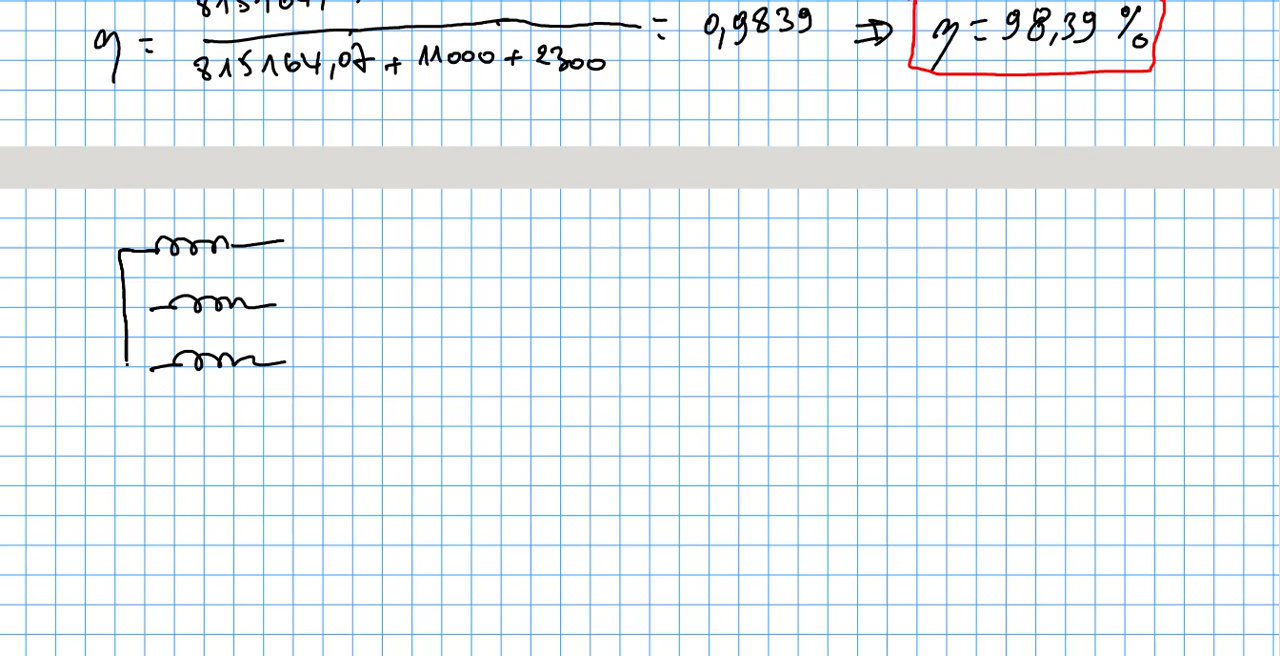 η = 815164,07 + 11000 + 2300 = 0,9839 ⇒ η = 98,39 %